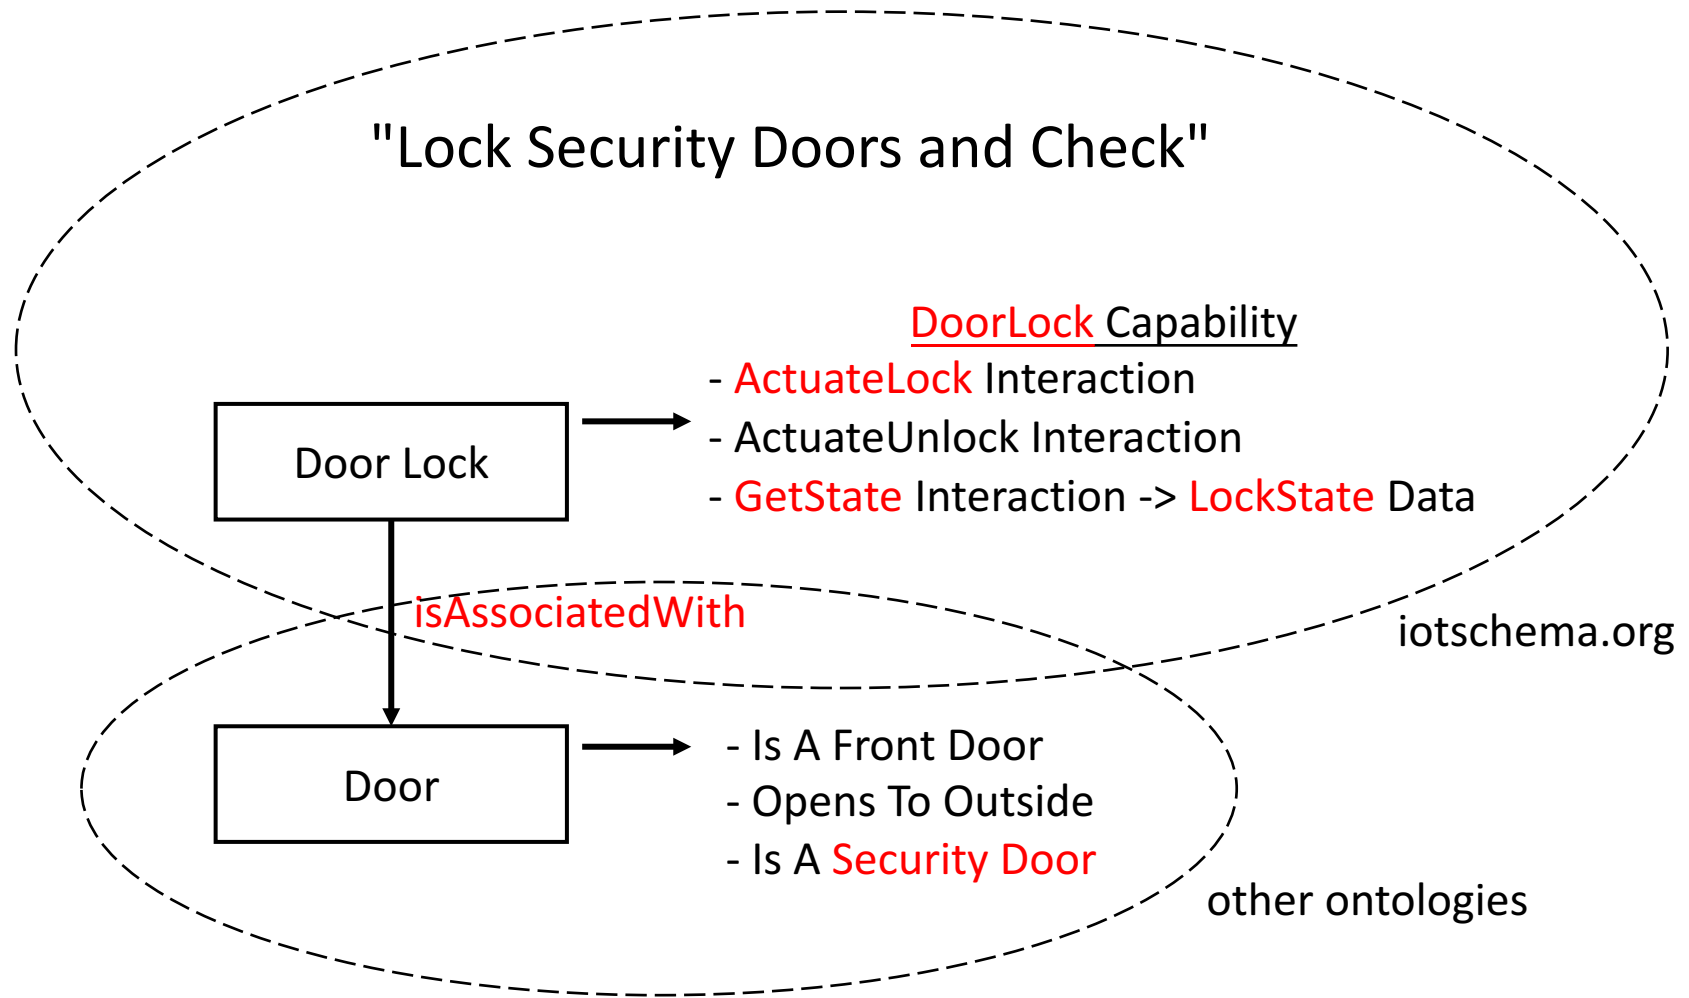 "Lock Security Doors and Check"
DoorLock Capability
- ActuateLock Interaction
- ActuateUnlock Interaction
- GetState Interaction -> LockState Data
Door Lock
isAssociatedWith
iotschema.org
Door
- Is A Front Door
- Opens To Outside
- Is A Security Door
other ontologies